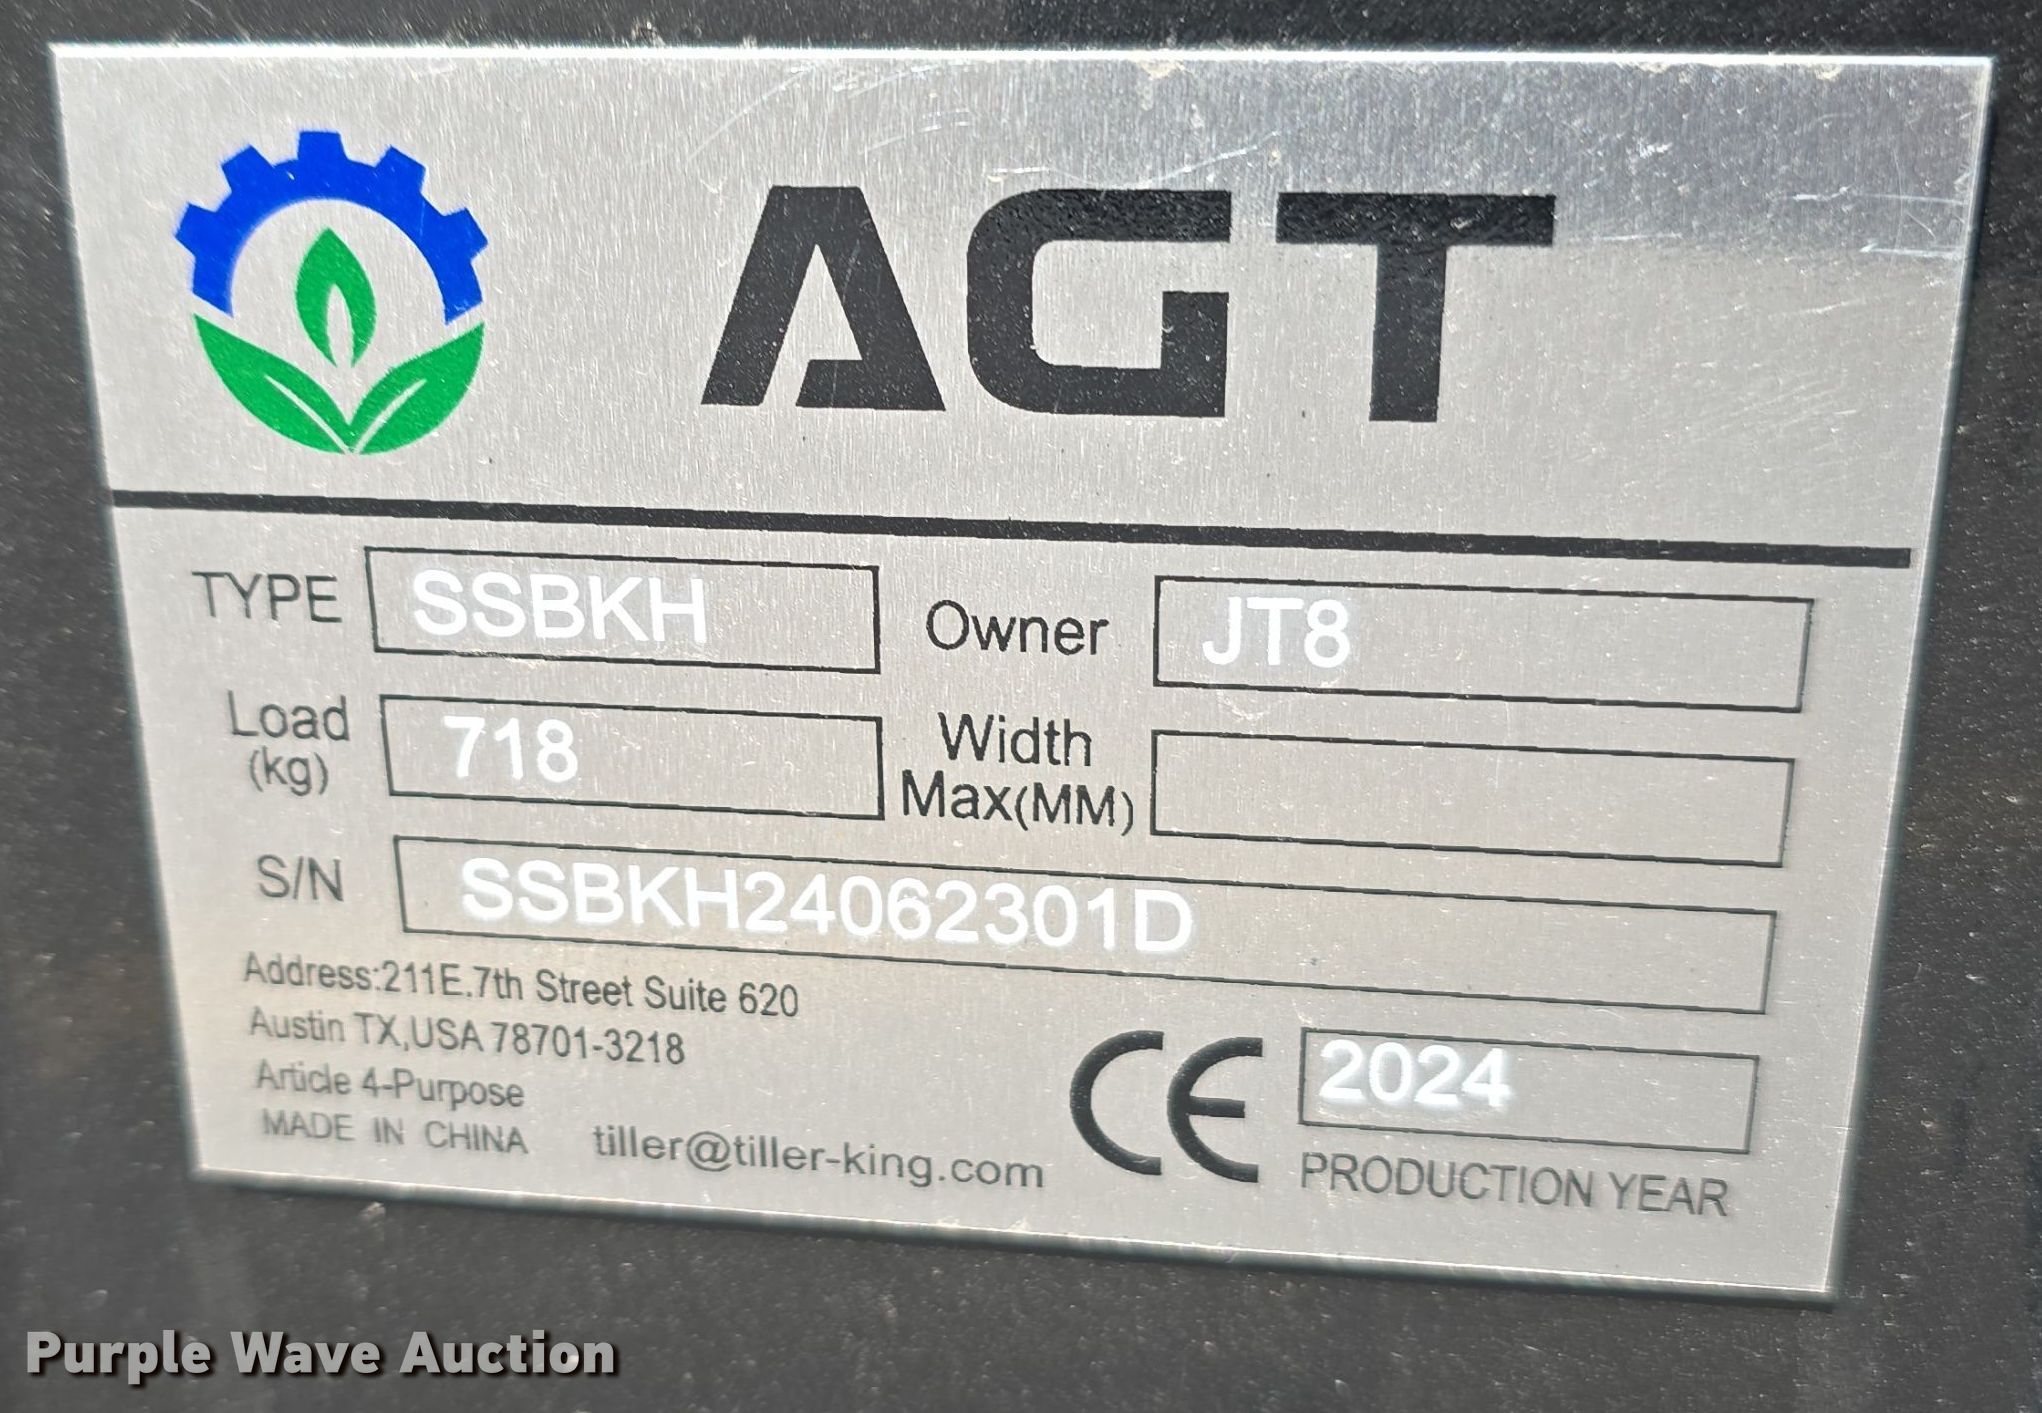 AGT
TYPE SSBKH Owner JT8
Load (kg) 718 Width Max(MM)
S/N SSBKH24062301D
Address:211E.7th Street Suite 620
Austin TX,USA 78701-3218
Article 4-Purpose
MADE IN CHINA tiller@tiller-king.com
CE 2024
PRODUCTION YEAR
Purple Wave Auction